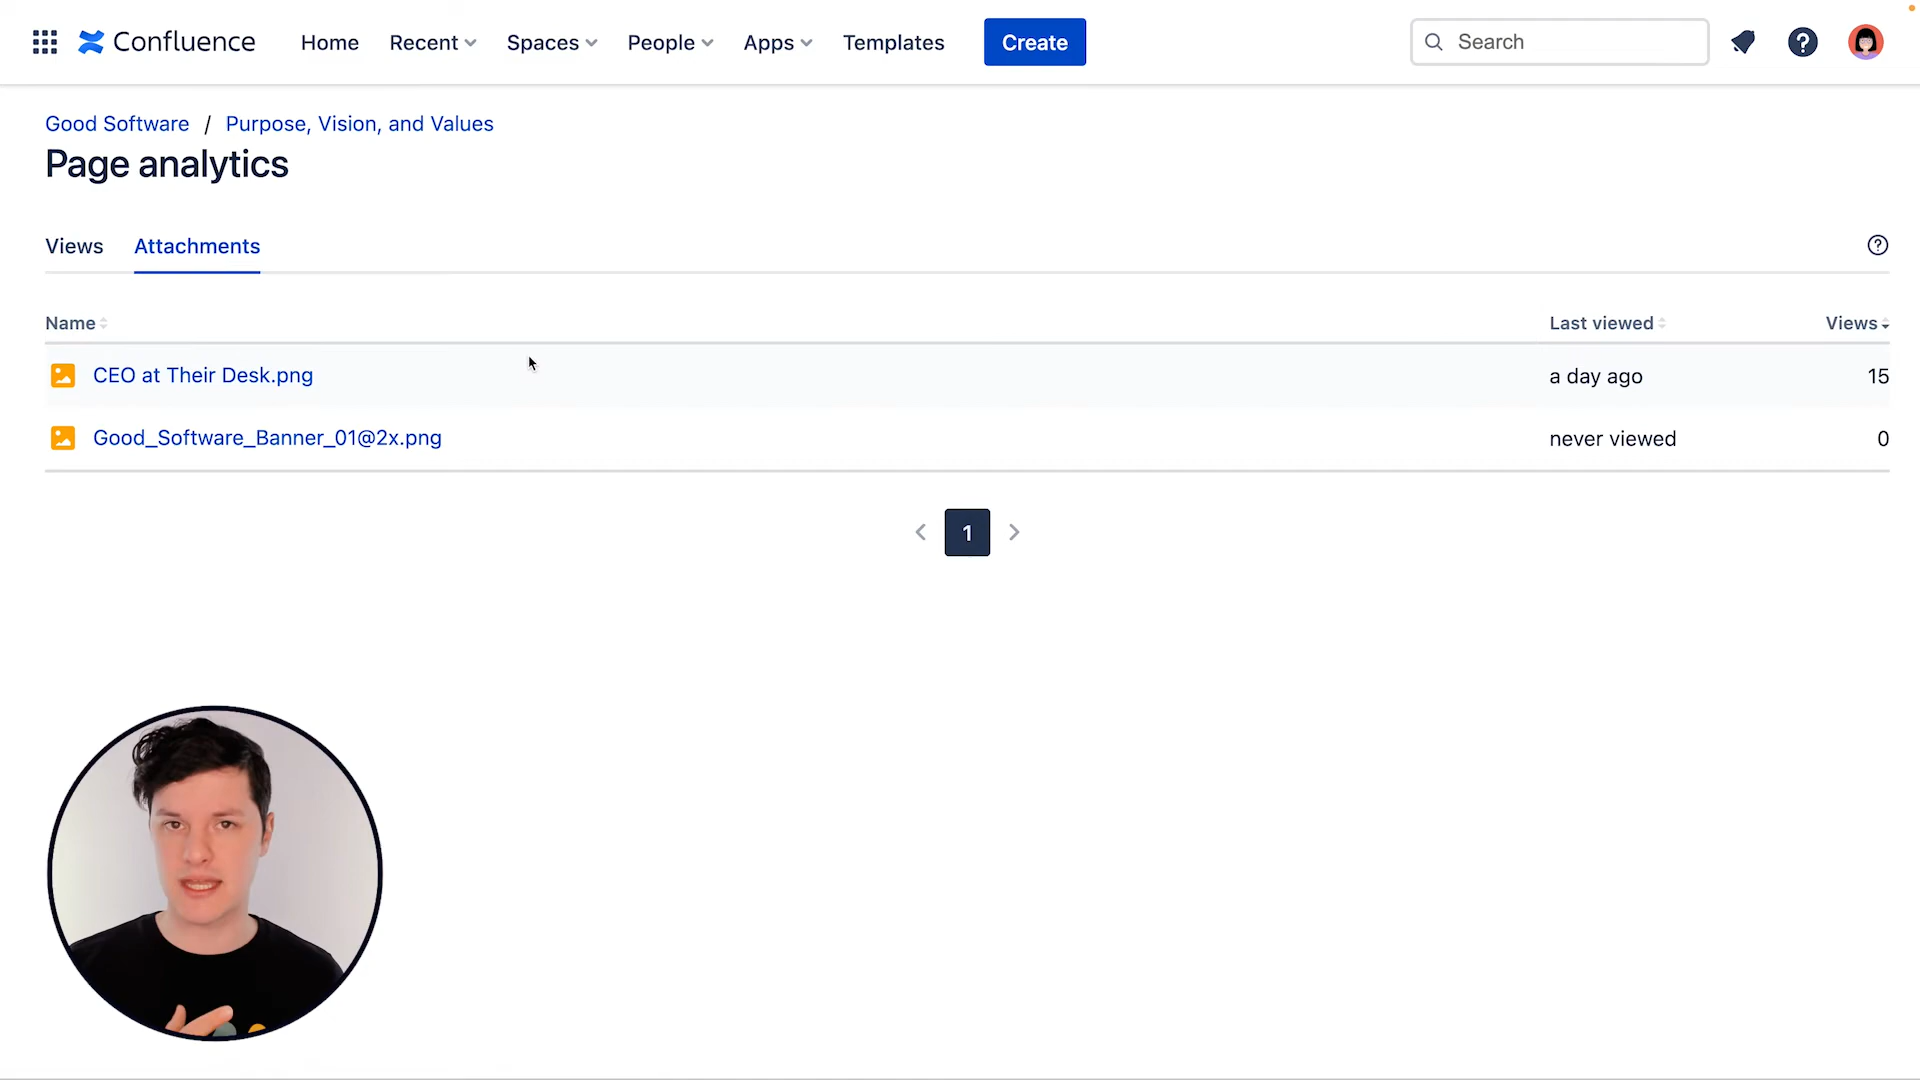 Confluence Home Recent Spaces People Apps Templates Create Search
Good Software / Purpose, Vision, and Values
Page analytics
Views Attachments
Name Last viewed Views
CEO at Their Desk.png a day ago 15
Good_Software_Banner_01@2x.png never viewed 0
1